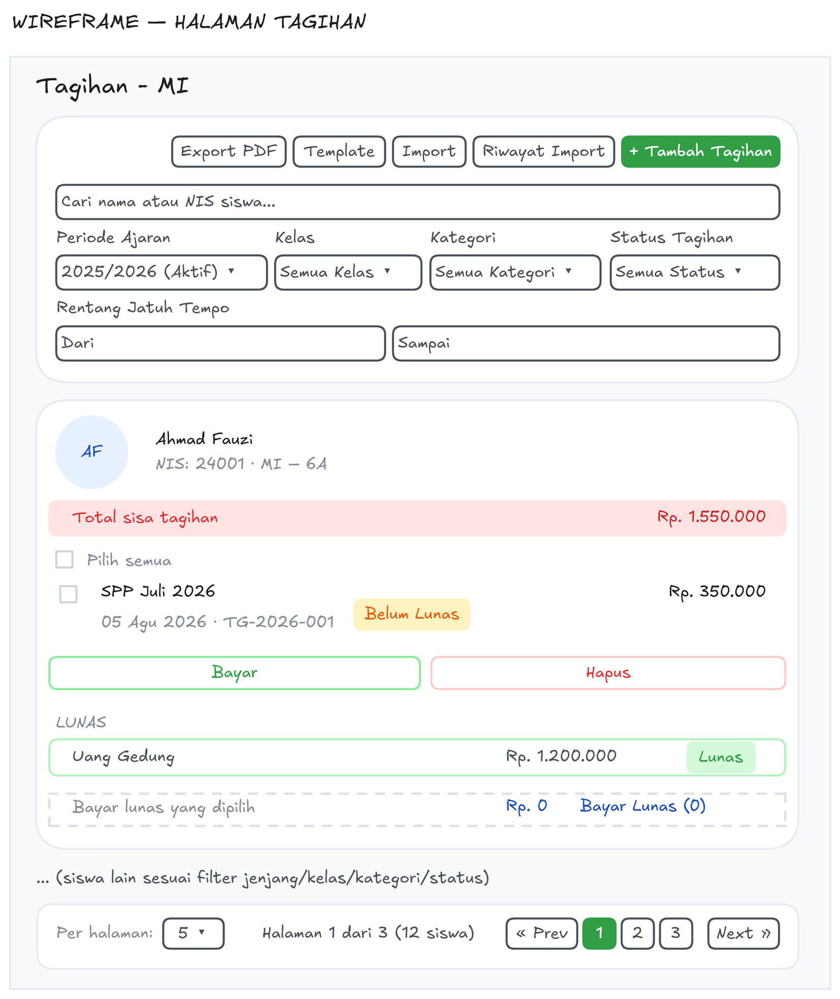 WIREFRAME — HALAMAN TAGIHAN
Tagihan - MI
Export PDF
Template
Import
Riwayat Import
+ Tambah Tagihan
Cari nama atau NIS siswa...
Periode Ajaran
Kelas
Kategori
Status Tagihan
2025/2026 (Aktif) ▾
Semua Kelas ▾
Semua Kategori ▾
Semua Status ▾
Rentang Jatuh Tempo
Dari
Sampai
AF
Ahmad Fauzi
NIS: 24001 · MI – 6A
Total sisa tagihan
Rp. 1.550.000
Pilih semua
SPP Juli 2026
Rp. 350.000
05 Agu 2026 · TG-2026-001
Belum Lunas
Bayar
Hapus
LUNAS
Uang Gedung
Rp. 1.200.000
Lunas
Bayar lunas yang dipilih
Rp. 0
Bayar Lunas (0)
... (siswa lain sesuai filter jenjang/kelas/kategori/status)
Per halaman:
5 ▾
Halaman 1 dari 3 (12 siswa)
« Prev
1
2
3
Next »